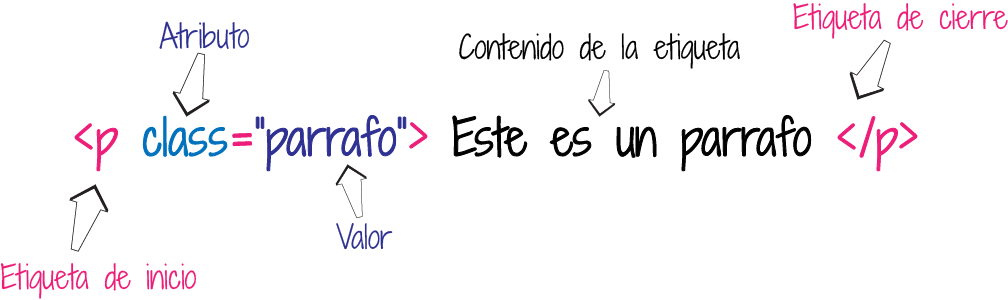 Etiqueta de cierre
Atributo
Contenido de la etiqueta
<p class="parrafo"> Este es un parrafo </p>
Valor
Etiqueta de inicio